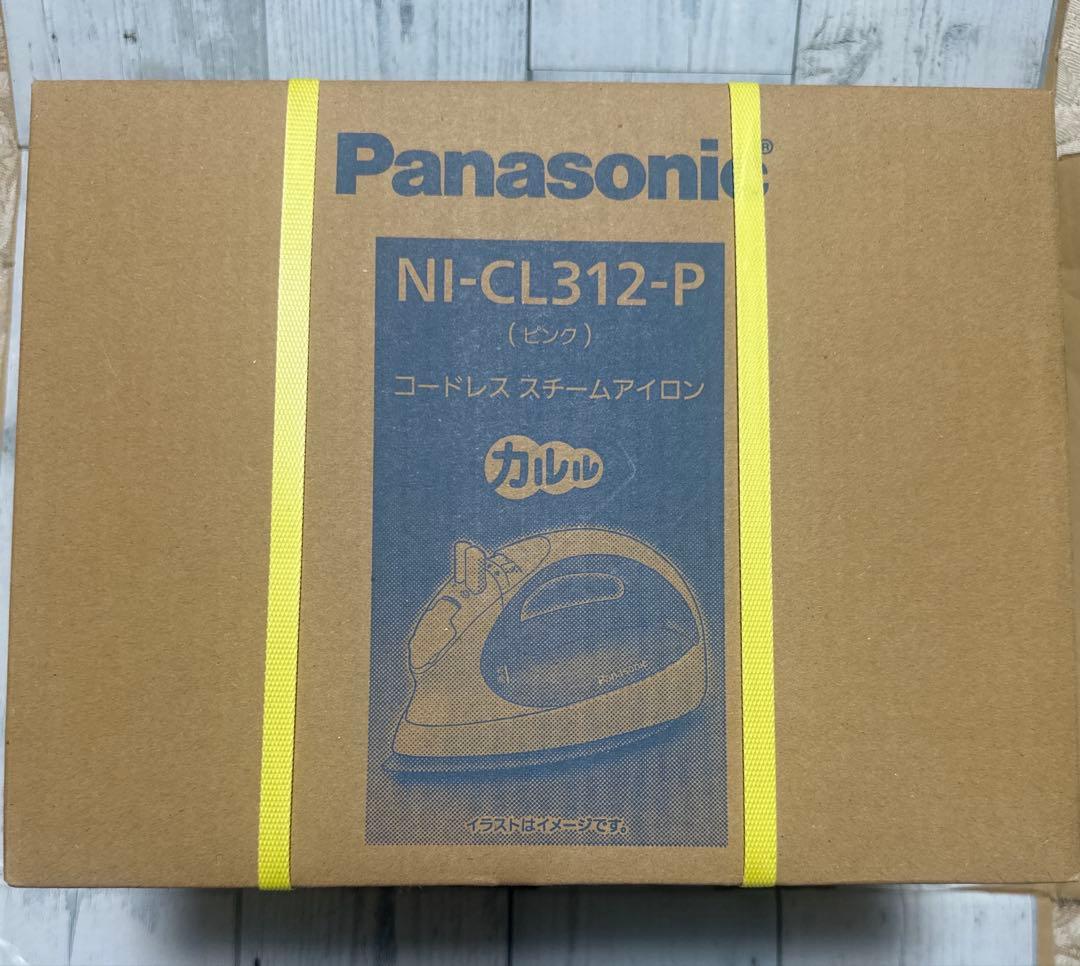 Panasonic®
NI-CL312-P
(ピンク)
コードレス スチームアイロン
カルル
Panasonic
イラストはイメージです。